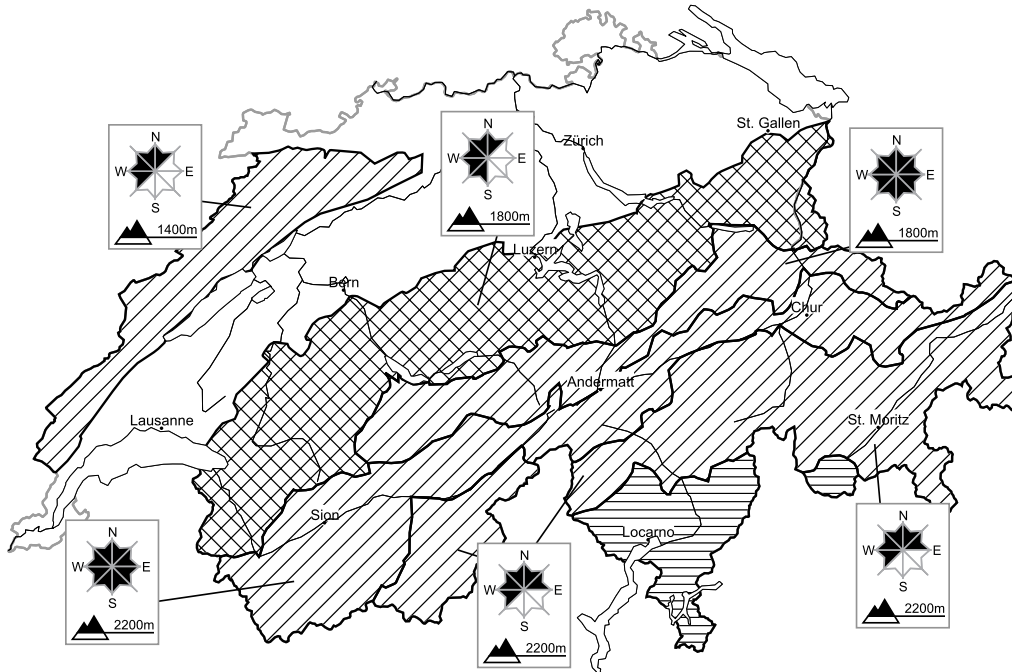 St. Gallen
Zürich
N
W E
S
1400m
N
W E
S
1800m
N
W E
S
1800m
Luzern
Bern
Chur
Andermatt
Lausanne
St. Moritz
Sion
Locarno
N
W E
S
2200m
N
W E
S
2200m
N
W E
S
2200m